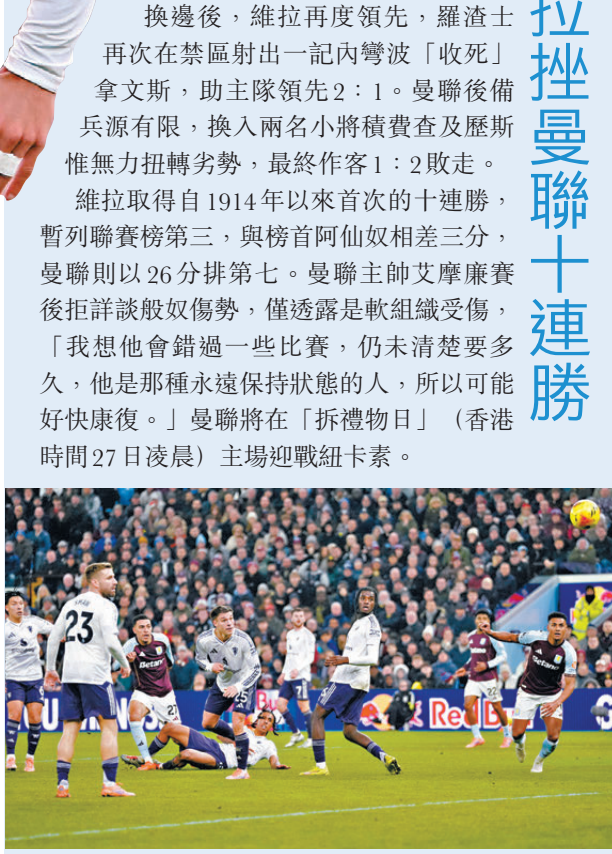 拉挫曼聯十連勝
換邊後，維拉再度領先，羅渣士
再次在禁區射出一記內彎波「收死」
拿文斯，助主隊領先2：1。曼聯後備
兵源有限，換入兩名小將積費查及歷斯
惟無力扭轉劣勢，最終作客1：2敗走。
維拉取得自1914年以來首次的十連勝，
暫列聯賽榜第三，與榜首阿仙奴相差三分，
曼聯則以26分排第七。曼聯主帥艾摩廉賽
後拒詳談般奴傷勢，僅透露是軟組織受傷，
「我想他會錯過一些比賽，仍未清楚要多
久，他是那種永遠保持狀態的人，所以可能
好快康復。」曼聯將在「拆禮物日」（香港
時間27日凌晨）主場迎戰紐卡素。
SHAW
23
Betano
27
25
7
22
Betano
Red B